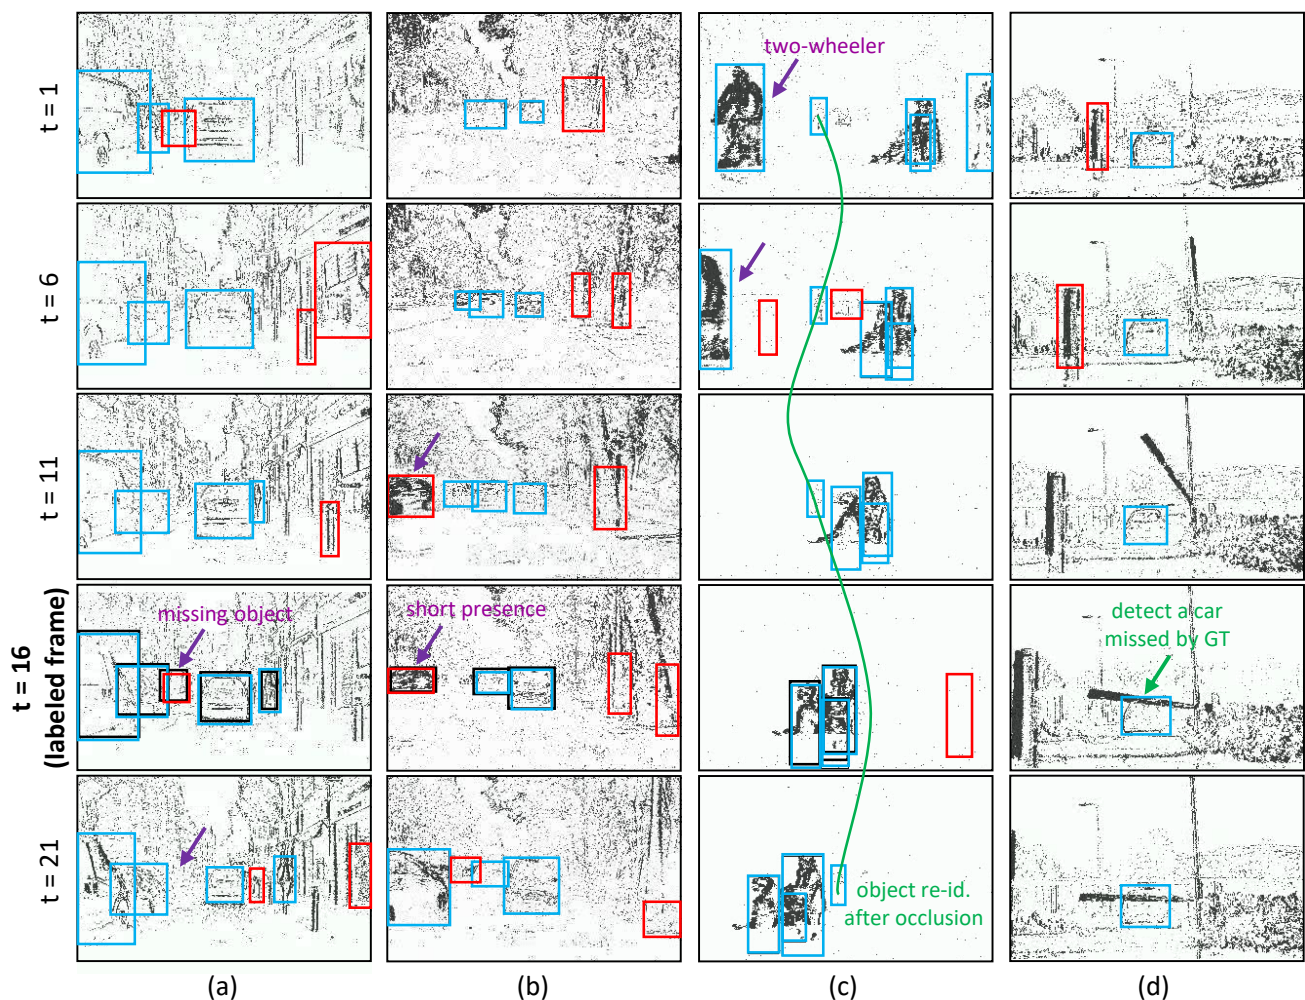 t = 1
two-wheeler
t = 6
t = 11
t = 16
(labeled frame)
missing object
short presence
detect a car
missed by GT
t = 21
object re-id.
after occlusion
(a)
(b)
(c)
(d)